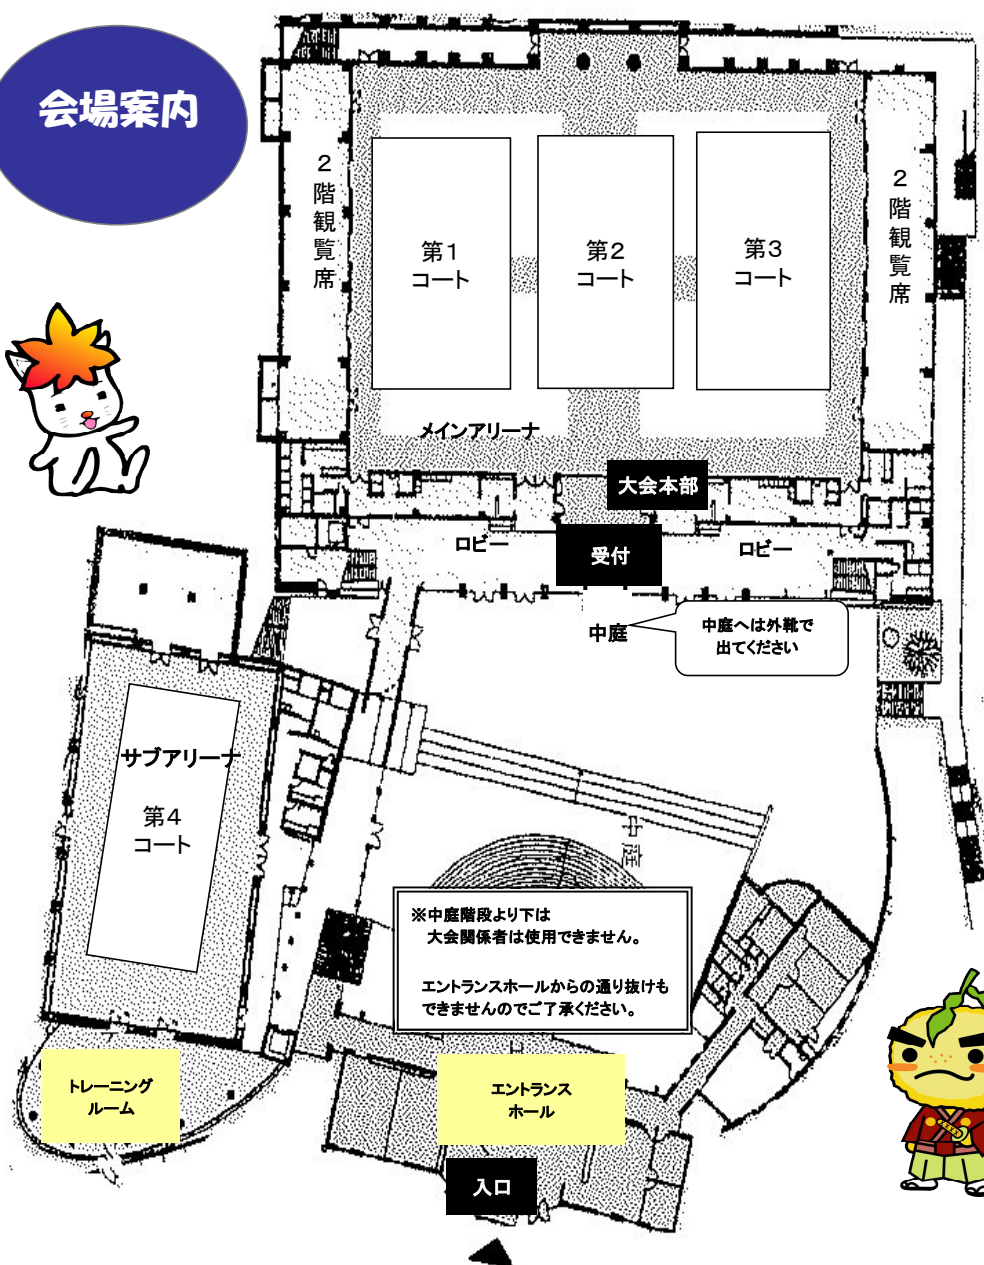 会場案内
２階観覧席
２階観覧席
第１
コート
第２
コート
第３
コート
メインアリーナ
大会本部
ロビー
受付
ロビー
中庭
中庭へは外靴で
出てください
サブアリーナ
第４
コート
中庭
※中庭階段より下は
大会関係者は使用できません。
エントランスホールからの通り抜けも
できませんのでご了承ください。
トレーニング
ルーム
エントランス
ホール
入口